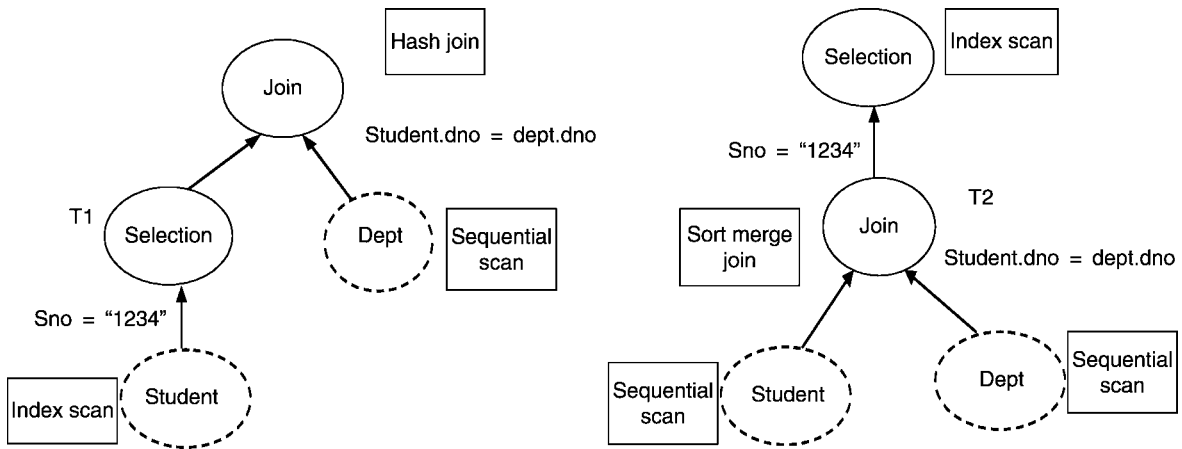 Hash join
Join
Student.dno = dept.dno
T1
Selection
Dept
Sequential
scan
Sno = “1234”
Index scan
Student
Selection
Index scan
Sno = “1234”
T2
Sort merge
join
Join
Student.dno = dept.dno
Sequential
scan
Student
Dept
Sequential
scan